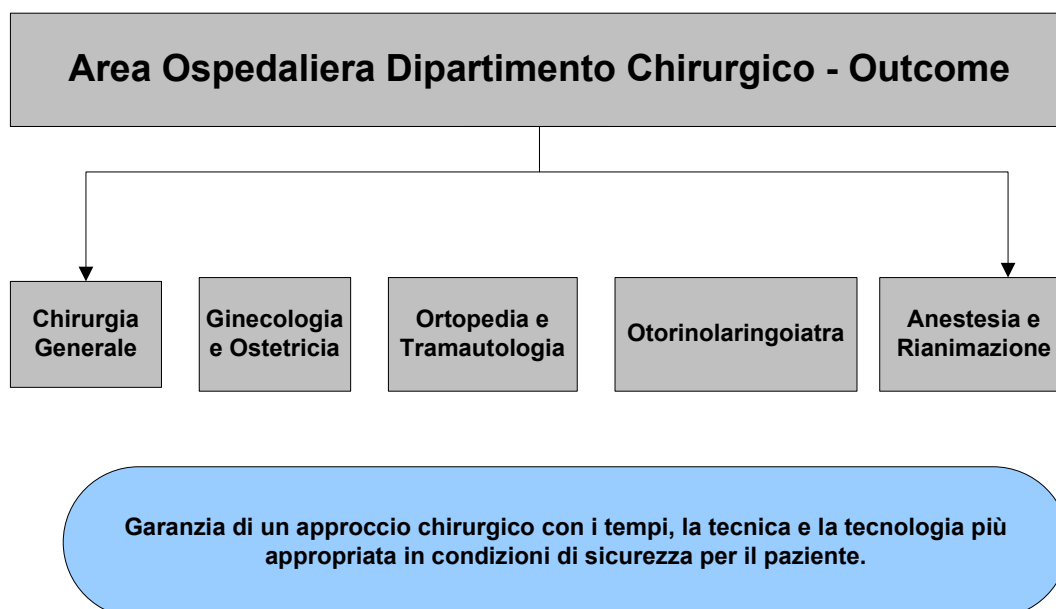 Area Ospedaliera Dipartimento Chirurgico - Outcome
Chirurgia
Generale
Ginecologia
e Ostetricia
Ortopedia e
Tramautologia
Otorinolaringoiatra
Anestesia e
Rianimazione
Garanzia di un approccio chirurgico con i tempi, la tecnica e la tecnologia più
appropriata in condizioni di sicurezza per il paziente.